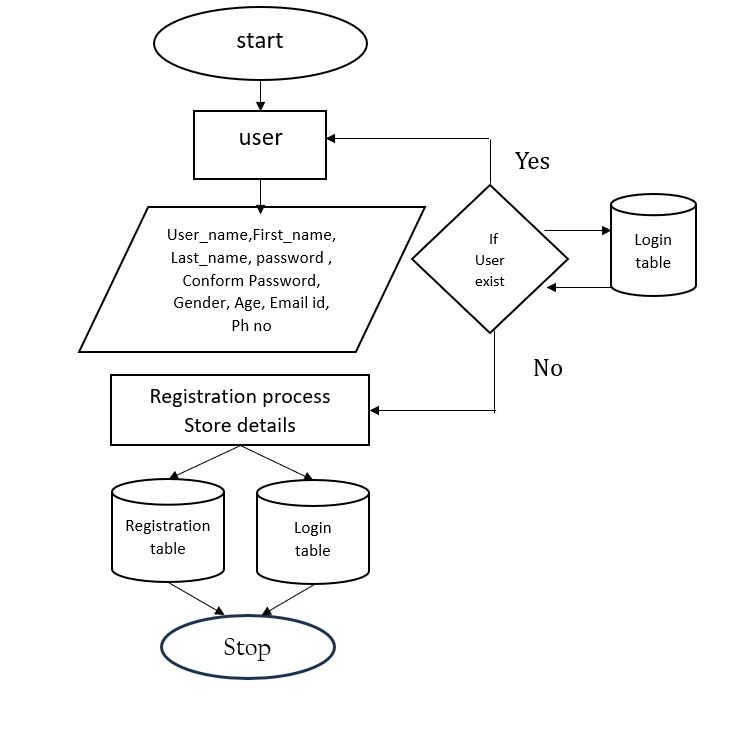 start
user
Yes
User_name,First_name,
Last_name, password ,
Conform Password,
Gender, Age, Email id,
Ph no
If
User
exist
Login
table
No
Registration process
Store details
Registration
table
Login
table
Stop